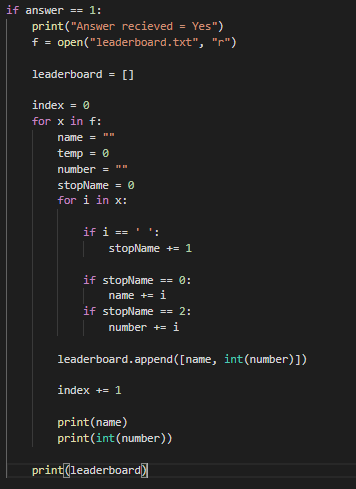 if answer == 1:
    print("Answer recieved = Yes")
    f = open("leaderboard.txt", "r")
    leaderboard = []
    index = 0
    for x in f:
        name = ""
        temp = 0
        number = ""
        stopName = 0
        for i in x:
            if i == ' ':
                stopName += 1
            if stopName == 0:
                name += i
            if stopName == 2:
                number += i
        leaderboard.append([name, int(number)])
        index += 1
        print(name)
        print(int(number))
    print(leaderboard)